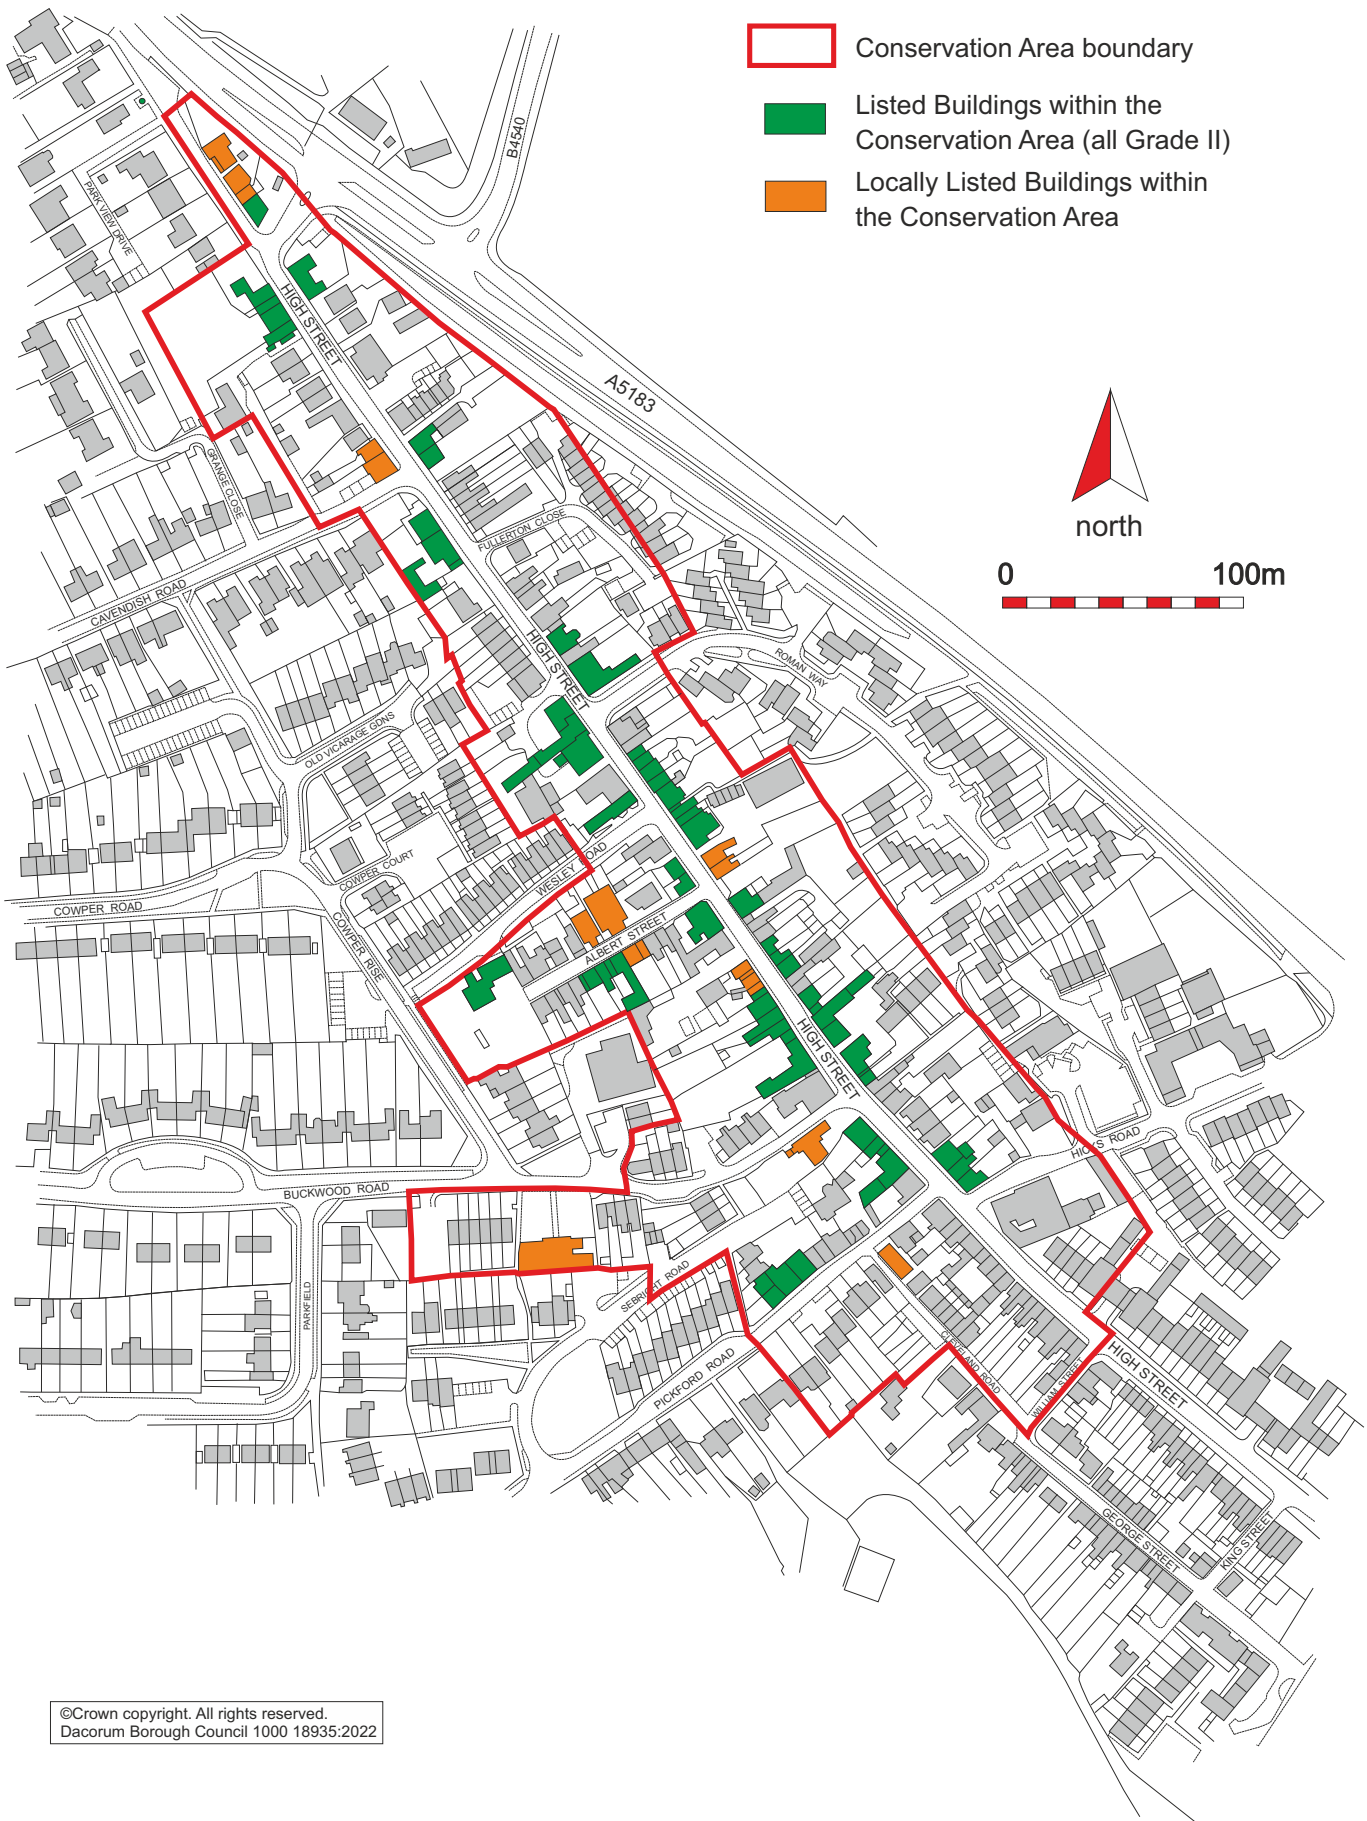 Conservation Area boundary
Listed Buildings within the
Conservation Area (all Grade II)
Locally Listed Buildings within
the Conservation Area
B4540
PARK VIEW DRIVE
HIGH STREET
A5183
north
0 100m
GRANGE CLOSE
FULLERTON CLOSE
CAVENDISH ROAD
HIGH STREET
ROMAN WAY
OLD VICARAGE GDNS
WESLEY ROAD
COWPER COURT
COWPER ROAD
COWPER RISE
ALBERT STREET
HIGH STREET
HICKS ROAD
BUCKWOOD ROAD
SEBRIGHT ROAD
PARKFIELD
PICKFORD ROAD
CLEVELAND ROAD
WILLIAM STREET
HIGH STREET
GEORGE STREET
KING STREET
©Crown copyright. All rights reserved.
Dacorum Borough Council 1000 18935:2022